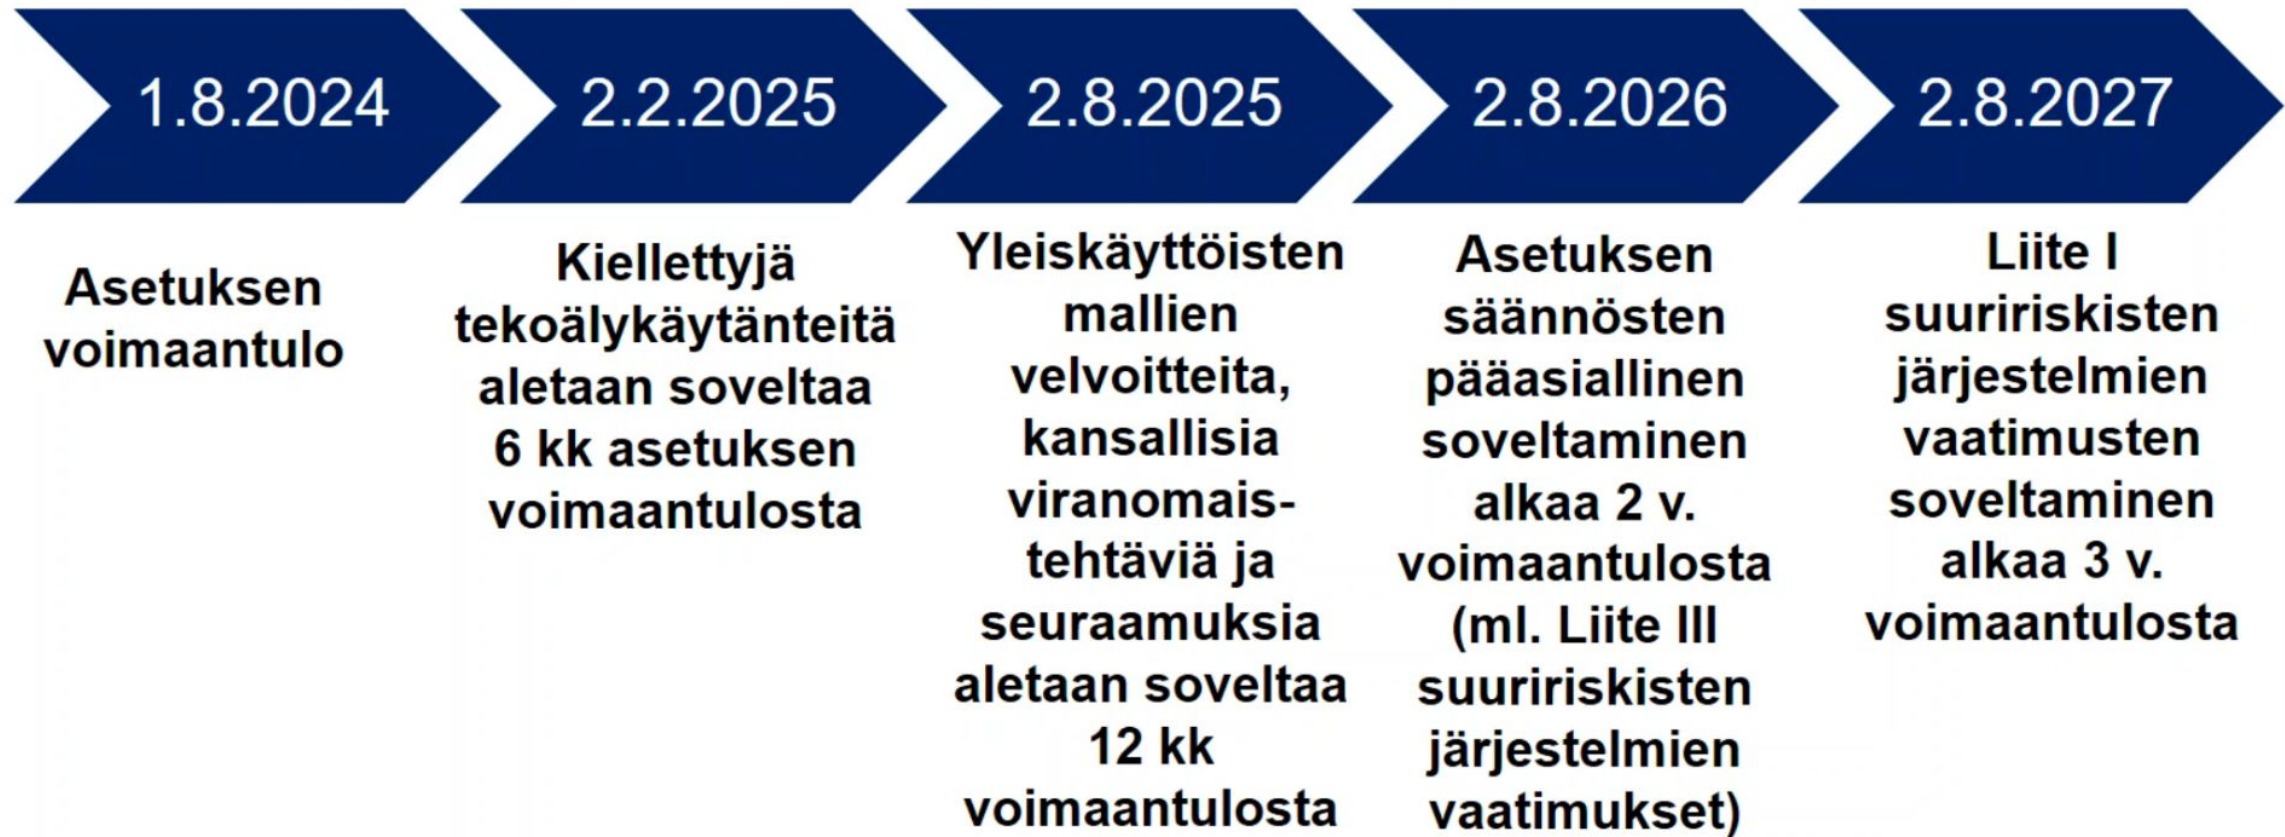 1.8.2024
2.2.2025
2.8.2025
2.8.2026
2.8.2027
Asetuksen
voimaantulo
Kiellettyjä
tekoälykäytänteitä
aletaan soveltaa
6 kk asetuksen
voimaantulosta
Yleiskäyttöisten
mallien
velvoitteita,
kansallisia
viranomais-
tehtäviä ja
seuraamuksia
aletaan soveltaa
12 kk
voimaantulosta
Asetuksen
säännösten
pääasiallinen
soveltaminen
alkaa 2 v.
voimaantulosta
(ml. Liite III
suuririskisten
järjestelmien
vaatimukset)
Liite I
suuririskisten
järjestelmien
vaatimusten
soveltaminen
alkaa 3 v.
voimaantulosta